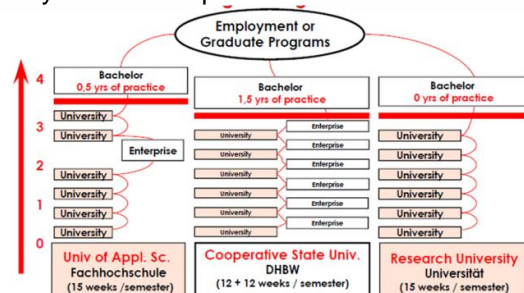 Employment or
Graduate Programs
Bachelor
0,5 yrs of practice
Bachelor
1,5 yrs of practice
Bachelor
0 yrs of practice
4
3
2
1
0
University
University
Enterprise
University
University
University
University
Enterprise
University
Enterprise
University
Enterprise
University
Enterprise
University
Enterprise
University
Enterprise
University
University
University
University
University
University
University
Univ of Appl. Sc.
Fachhochschule
(15 weeks /semester)
Cooperative State Univ.
DHBW
(12 + 12 weeks / semester)
Research University
Universität
(15 weeks / semester)